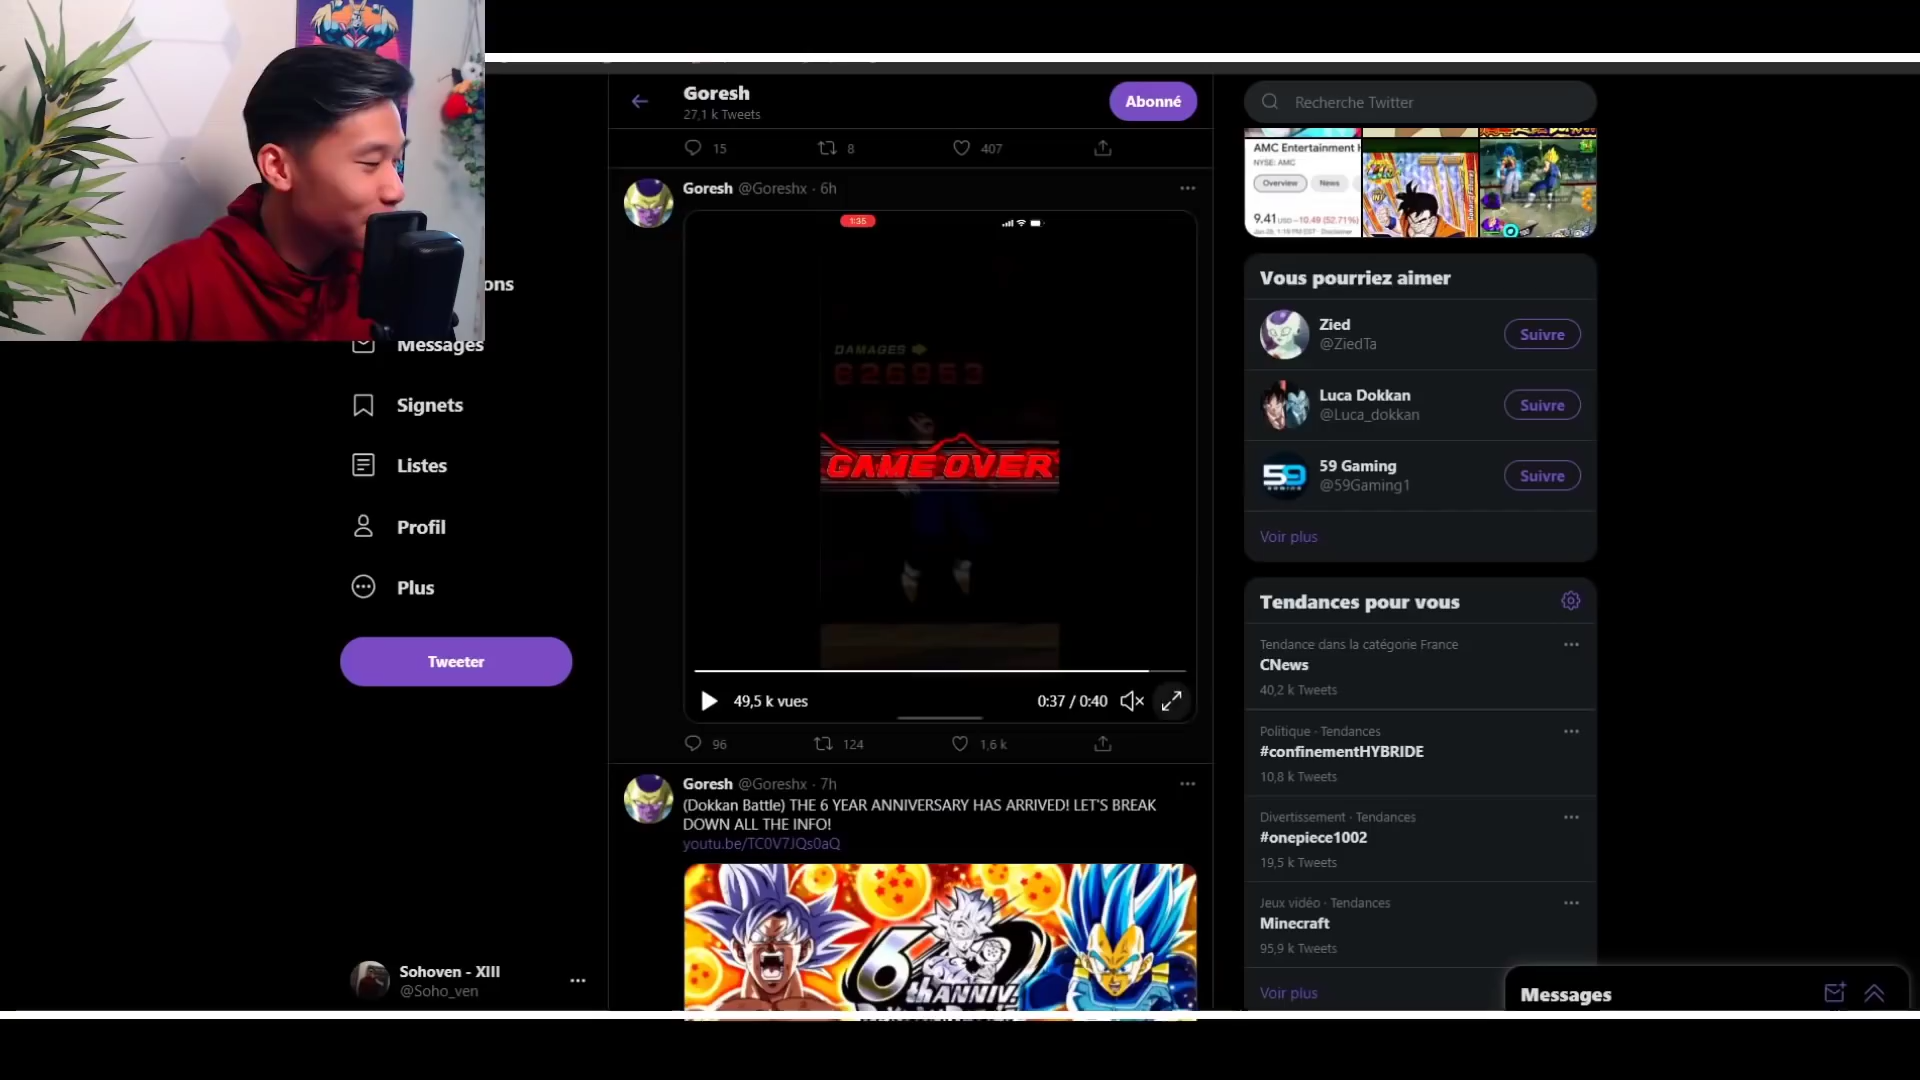 Goresh
27,1 k Tweets
Abonné
Recherche Twitter
15
8
407
AMC Entertainment H
NYSE: AMC
Overview
News
9.41 USD −10.49 (52.71%)
Goresh @Goreshx · 6h
1:35
DAMAGES
626953
GAME OVER
49,5 k vues
0:37 / 0:40
96
124
1,6 k
Goresh @Goreshx · 7h
(Dokkan Battle) THE 6 YEAR ANNIVERSARY HAS ARRIVED! LET'S BREAK
DOWN ALL THE INFO!
youtu.be/TC0V7JQs0aQ
6th ANNIV.
ons
Messages
Signets
Listes
Profil
Plus
Tweeter
Sohoven - XIII
@Soho_ven
Vous pourriez aimer
Zied
@ZiedTa
Suivre
Luca Dokkan
@Luca_dokkan
Suivre
59
59 Gaming
@59Gaming1
Suivre
Voir plus
Tendances pour vous
Tendance dans la catégorie France
CNews
40,2 k Tweets
Politique · Tendances
#confinementHYBRIDE
10,8 k Tweets
Divertissement · Tendances
#onepiece1002
19,5 k Tweets
Jeux vidéo · Tendances
Minecraft
95,9 k Tweets
Voir plus
Messages